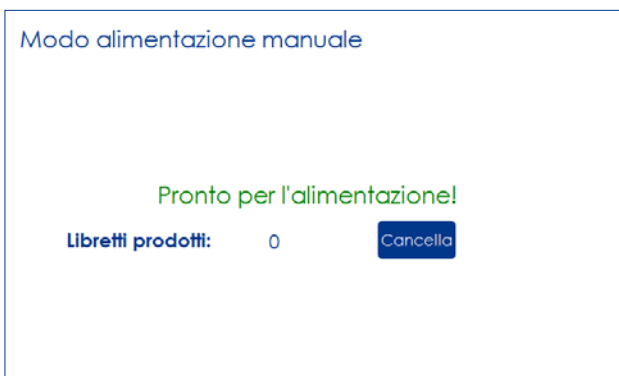 Modo alimentazione manuale
Pronto per l'alimentazione!
Libretti prodotti: 0 Cancella